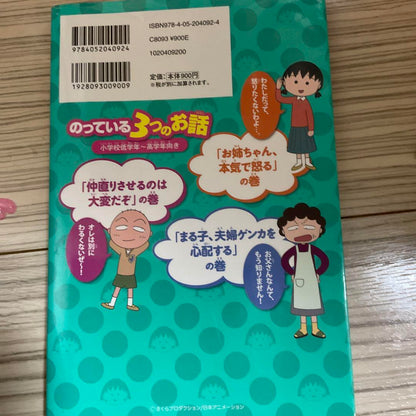 9784052040924
1928093009009
ISBN978-4-05-204092-4
C8093 ¥900E
1020409200
定価:本体900円
※税が別に加算されます。
わたしだって、
怒りたくないわよ…。
のっている3つのお話
小学校低学年〜高学年向き
「お姉ちゃん、
本気で怒る」
の巻
「仲直りさせるのは
大変だぞ」の巻
「まる子、夫婦ゲンカを
心配する」
の巻
オレは別に
わるくないぜ〜!
お父さんなんて、
もう知りません!
©さくらプロダクション/日本アニメーション